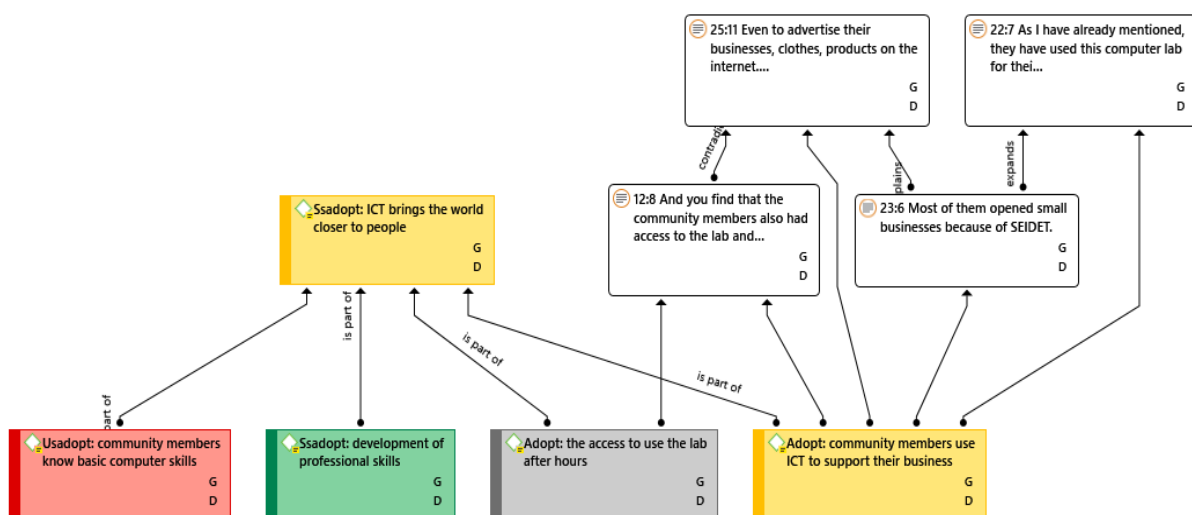 25:11 Even to advertise their
businesses, clothes, products on the
internet....
G
D
22:7 As I have already mentioned,
they have used this computer lab
for thei...
G
D
contradi
plains
expands
12:8 And you find that the
community members also had
access to the lab and...
G
D
23:6 Most of them opened small
businesses because of SEIDET.
G
D
Ssadopt: ICT brings the world
closer to people
G
D
is part of
is part of
is part of
part of
Usadopt: community members
know basic computer skills
G
D
Ssadopt: development of
professional skills
G
D
Adopt: the access to use the lab
after hours
G
D
Adopt: community members use
ICT to support their business
G
D